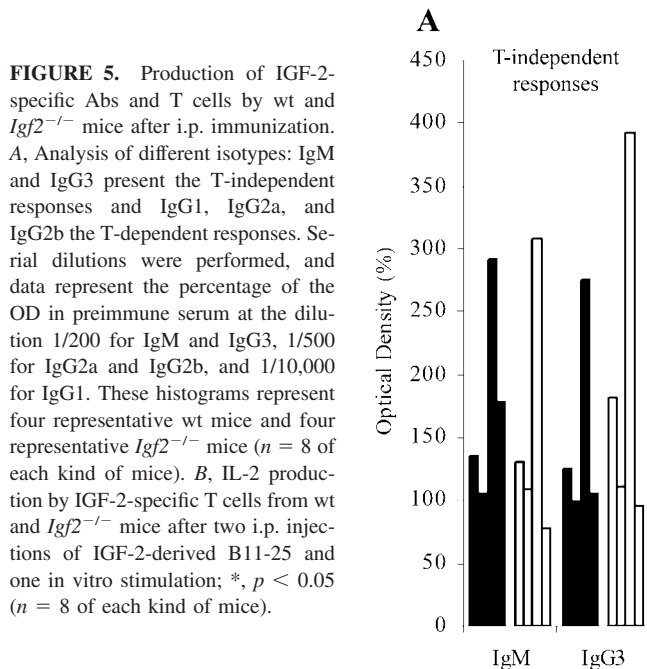 FIGURE 5. Production of IGF-2-
specific Abs and T cells by wt and
Igf2−/− mice after i.p. immunization.
A, Analysis of different isotypes: IgM
and IgG3 present the T-independent
responses and IgG1, IgG2a, and
IgG2b the T-dependent responses. Se-
rial dilutions were performed, and
data represent the percentage of the
OD in preimmune serum at the dilu-
tion 1/200 for IgM and IgG3, 1/500
for IgG2a and IgG2b, and 1/10,000
for IgG1. These histograms represent
four representative wt mice and four
representative Igf2−/− mice (n = 8 of
each kind of mice). B, IL-2 produc-
tion by IGF-2-specific T cells from wt
and Igf2−/− mice after two i.p. injec-
tions of IGF-2-derived B11-25 and
one in vitro stimulation; *, p < 0.05
(n = 8 of each kind of mice).
A
T-independent
responses
Optical Density (%)
450
400
350
300
250
200
150
100
50
0
IgM IgG3